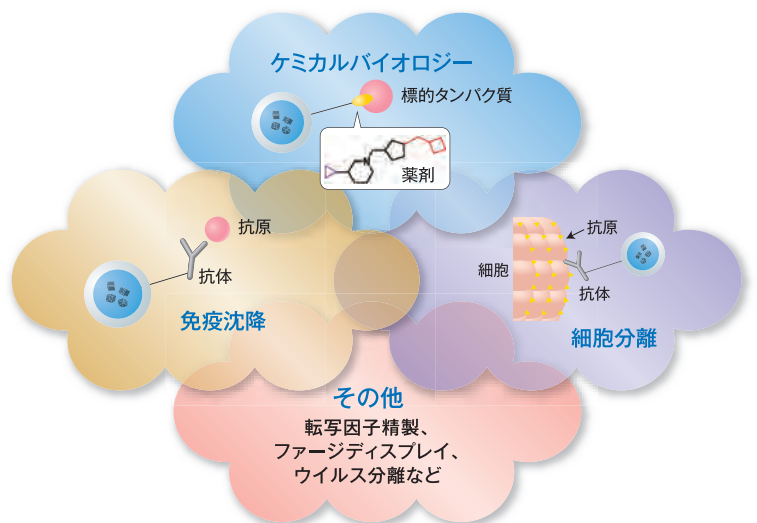 ケミカルバイオロジー
標的タンパク質
N
薬剤
抗原
抗体
免疫沈降
抗原
細胞
抗体
細胞分離
その他
転写因子精製、
ファージディスプレイ、
ウイルス分離など